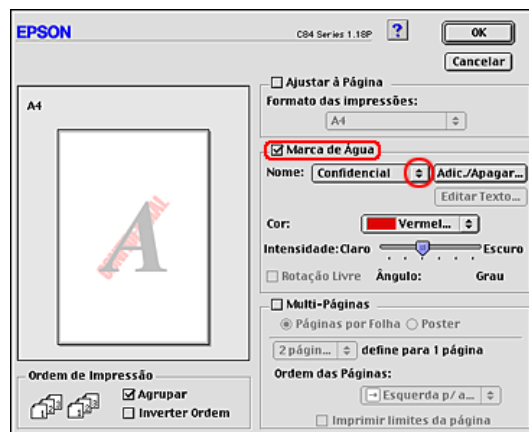 EPSON
C84 Series 1.18P
?
OK
Cancelar
A4
A
CONFIDENCIAL
Ajustar à Página
Formato das impressões:
A4
Marca de Água
Nome: Confidencial Adic./Apagar...
Editar Texto...
Cor: Vermel...
Intensidade: Claro Escuro
Rotação Livre Ângulo: Grau
Multi-Páginas
Páginas por Folha Poster
2 págin... define para 1 página
Ordem das Páginas:
Esquerda p/ a...
Imprimir limites da página
Ordem de Impressão
Agrupar
Inverter Ordem